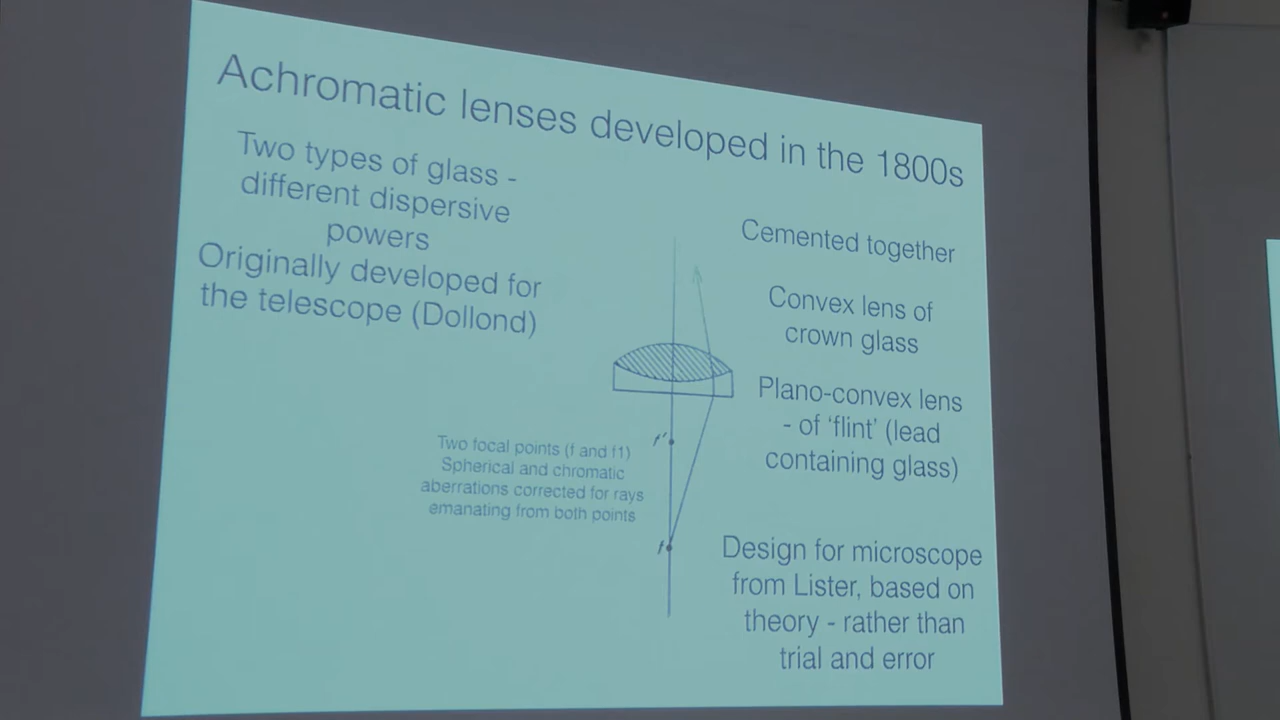 Achromatic lenses developed in the 1800s
Two types of glass -
different dispersive
powers
Originally developed for
the telescope (Dollond)
Cemented together
Convex lens of
crown glass
Plano-convex lens
- of ‘flint’ (lead
containing glass)
f'
Two focal points (f and f1)
Spherical and chromatic
aberrations corrected for rays
emanating from both points
f
Design for microscope
from Lister, based on
theory - rather than
trial and error